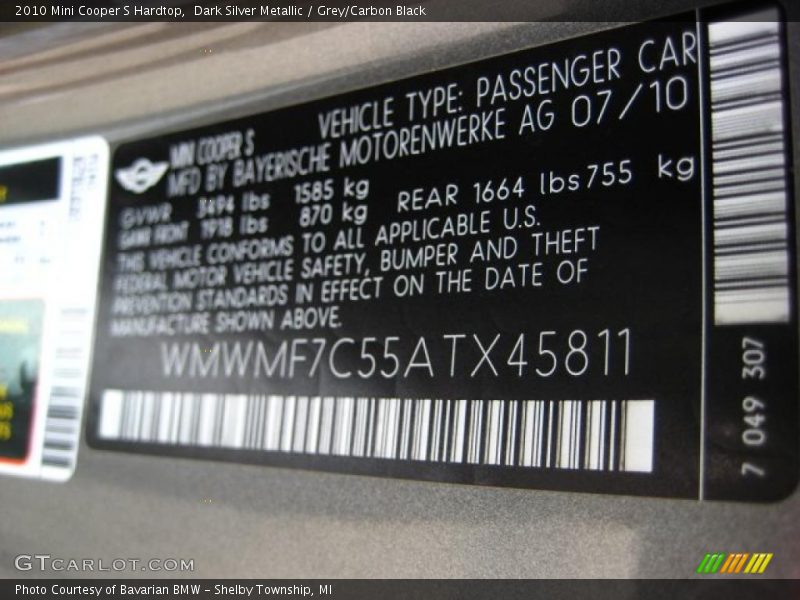 2010 Mini Cooper S Hardtop,  Dark Silver Metallic / Grey/Carbon Black
MINI COOPER S VEHICLE TYPE: PASSENGER CAR
MFD BY BAYERISCHE MOTORENWERKE AG 07/10
GVWR 3494 lbs 1585 kg
GAWR FRONT 1918 lbs 870 kg REAR 1664 lbs 755 kg
THIS VEHICLE CONFORMS TO ALL APPLICABLE U.S.
FEDERAL MOTOR VEHICLE SAFETY, BUMPER AND THEFT
PREVENTION STANDARDS IN EFFECT ON THE DATE OF
MANUFACTURE SHOWN ABOVE.
WMWMF7C55ATX45811
7 049 307
GTCARLOT.COM
Photo Courtesy of Bavarian BMW – Shelby Township, MI